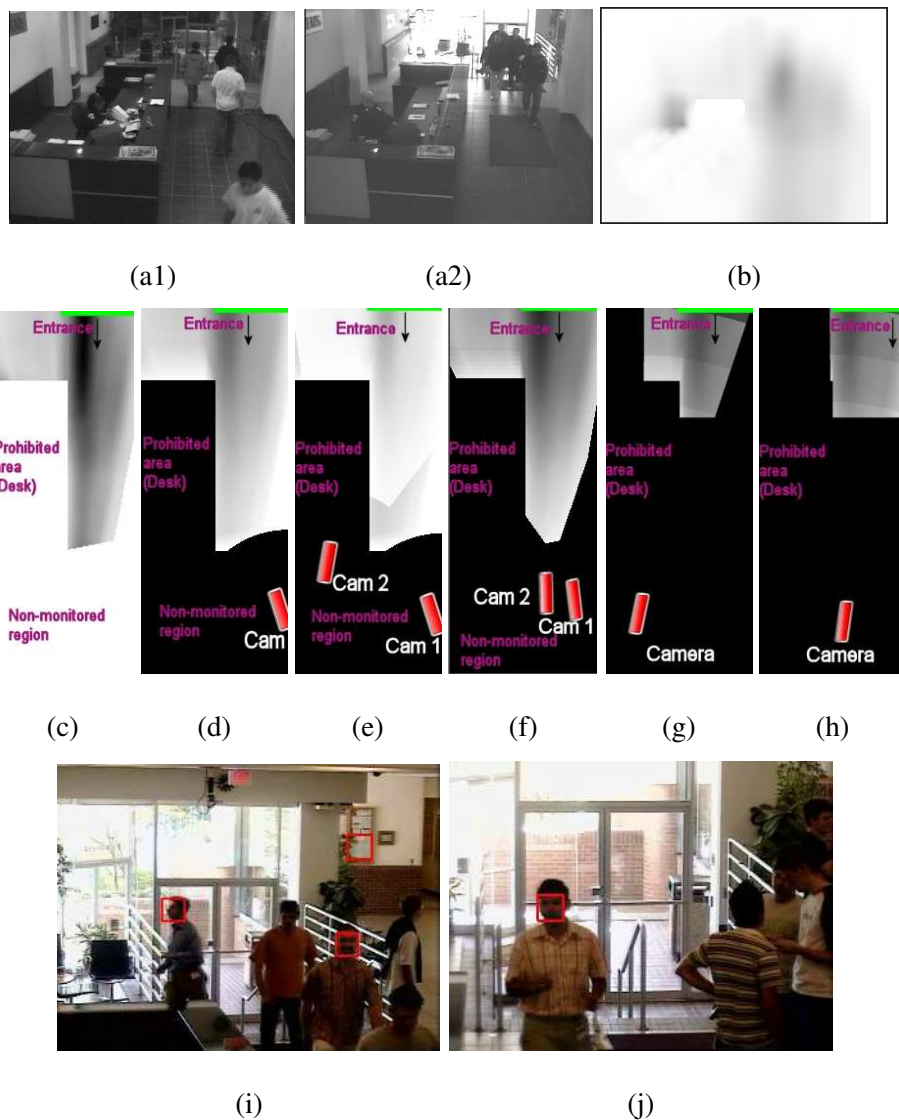 (a1) (a2) (b)
Entrance Entrance Entrance Entrance Entrance Entrance
Prohibited Prohibited Prohibited Prohibited Prohibited Prohibited
area area area area area area
(Desk) (Desk) (Desk) (Desk) (Desk) (Desk)
Cam 2 Cam 2
Non-monitored Non-monitored Non-monitored Cam 1
region region region Non-monitored
Cam Cam 1 region Camera Camera
(c) (d) (e) (f) (g) (h)
(i) (j)